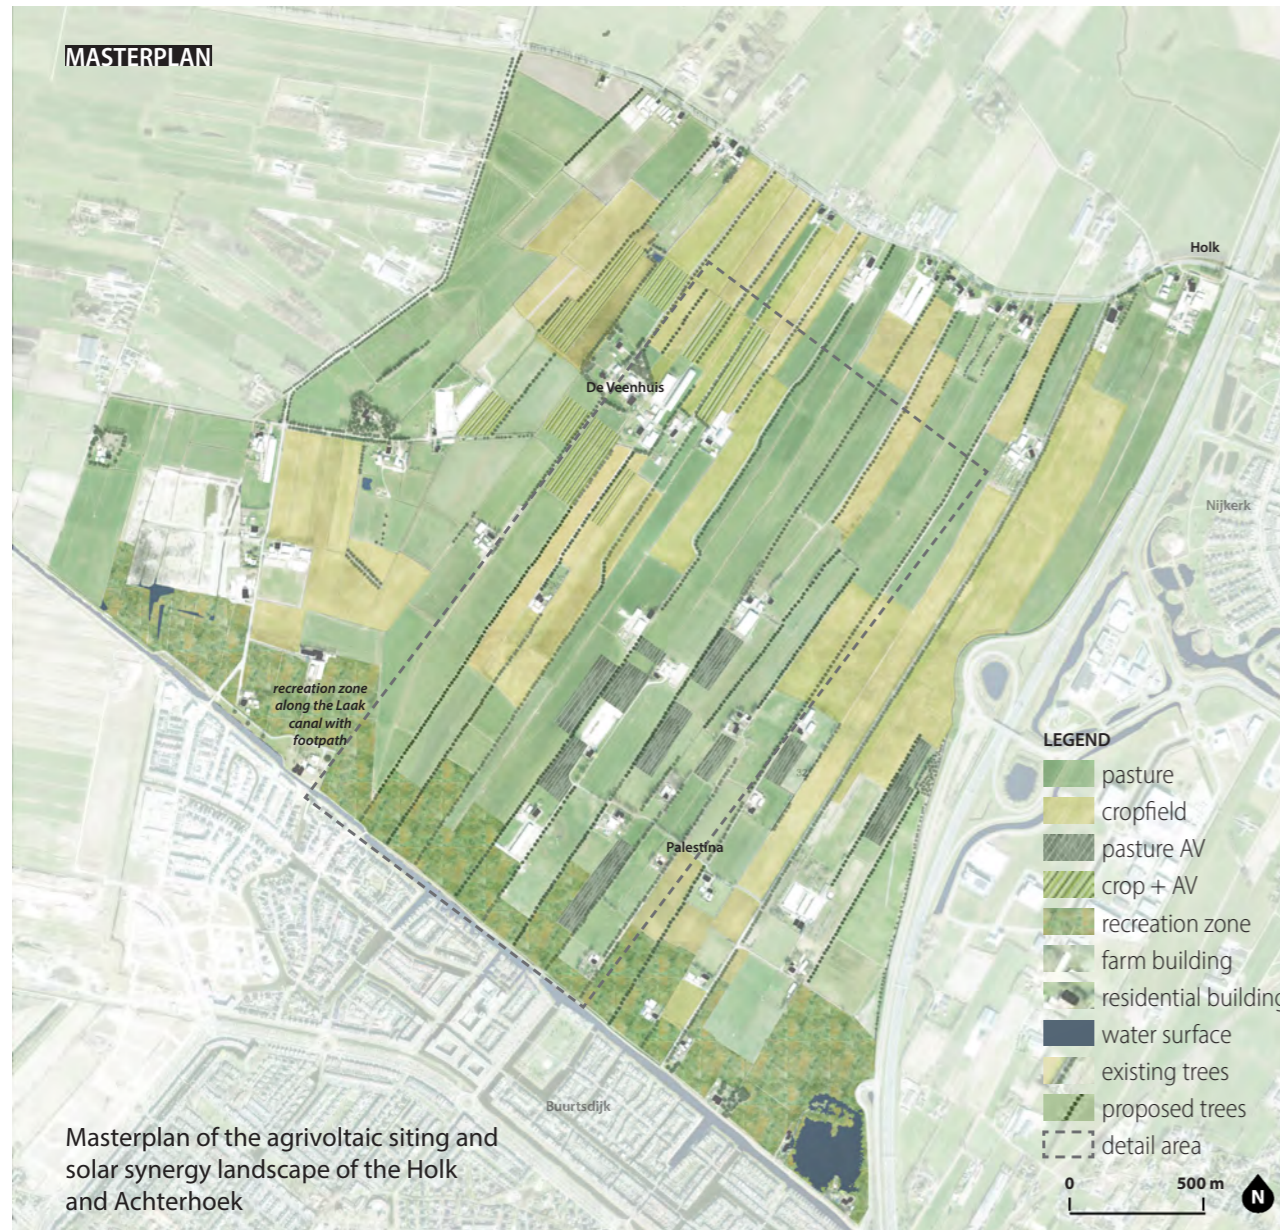 MASTERPLAN
Holk
De Veenhuis
Nijkerk
recreation zone
along the Laak
canal with
footpath
Palestina
Buurtsdijk
LEGEND
pasture
cropfield
pasture AV
crop + AV
recreation zone
farm building
residential building
water surface
existing trees
proposed trees
detail area
0 500 m
N
Masterplan of the agrivoltaic siting and
solar synergy landscape of the Holk
and Achterhoek